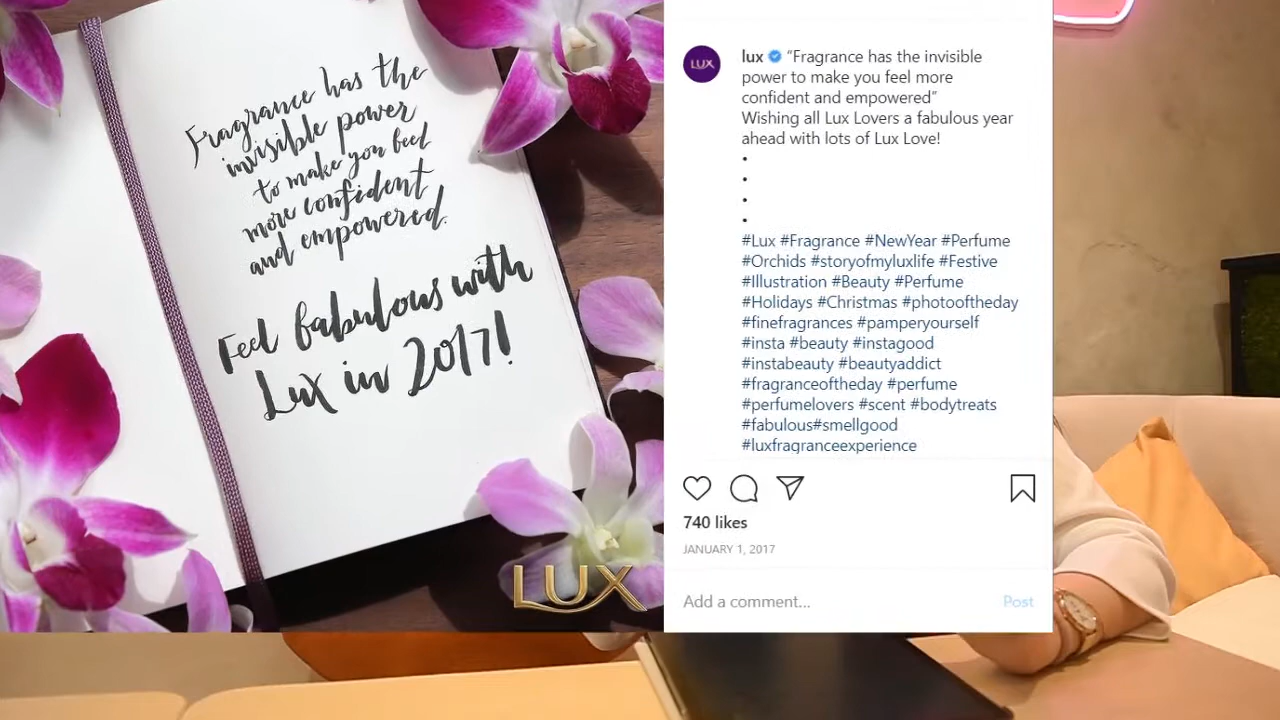 Fragrance has the
invisible power
to make you feel
more confident
and empowered.
Feel fabulous with
Lux in 2017!
LUX
LUX
lux "Fragrance has the invisible
power to make you feel more
confident and empowered"
Wishing all Lux Lovers a fabulous year
ahead with lots of Lux Love!
•
•
•
•
#Lux #Fragrance #NewYear #Perfume
#Orchids #storyofmyluxlife #Festive
#Illustration #Beauty #Perfume
#Holidays #Christmas #photooftheday
#finefragrances #pamperyourself
#insta #beauty #instagood
#instabeauty #beautyaddict
#fragranceoftheday #perfume
#perfumelovers #scent #bodytreats
#fabulous#smellgood
#luxfragranceexperience
740 likes
JANUARY 1, 2017
Add a comment... Post